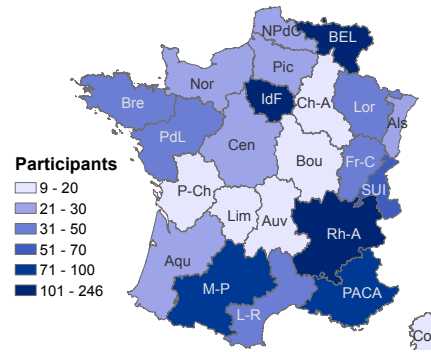 NPdC
BEL
Nor
Pic
IdF
Ch-A
Lor
Als
Bre
PdL
Cen
Bou
Fr-C
SUI
Participants
9 - 20
21 - 30
31 - 50
51 - 70
71 - 100
101 - 246
P-Ch
Lim
Auv
Rh-A
Aqu
M-P
L-R
PACA